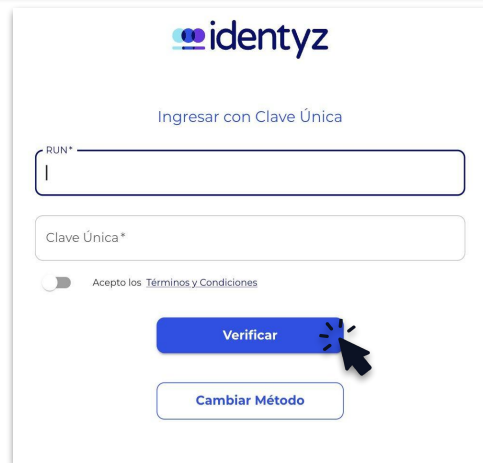 identyz
Ingresar con Clave Única
RUN*
Clave Única*
Acepto los Términos y Condiciones
Verificar
Cambiar Método